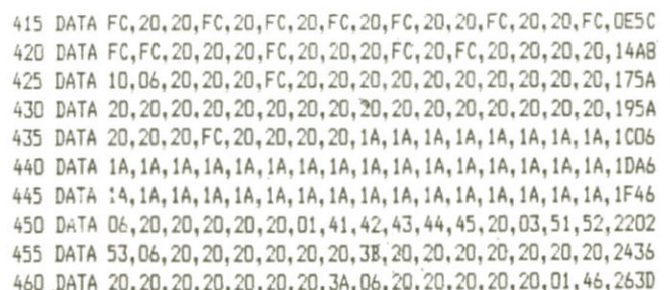 415 DATA FC,20,20,FC,20,FC,20,FC,20,FC,20,20,FC,20,20,FC,0E5C
420 DATA FC,FC,20,20,20,FC,20,20,20,FC,20,FC,20,20,20,20,14A8
425 DATA 10,06,20,20,20,FC,20,20,20,20,20,20,20,20,20,20,175A
430 DATA 20,20,20,20,20,20,20,20,20,20,20,20,20,20,20,20,195A
435 DATA 20,20,20,FC,20,20,20,20,1A,1A,1A,1A,1A,1A,1A,1A,1C06
440 DATA 1A,1A,1A,1A,1A,1A,1A,1A,1A,1A,1A,1A,1A,1A,1A,1A,1DA6
445 DATA 1A,1A,1A,1A,1A,1A,1A,1A,1A,1A,1A,1A,1A,1A,1A,1A,1F46
450 DATA 06,20,20,20,20,20,01,41,42,43,44,45,20,03,51,52,2202
455 DATA 53,06,20,20,20,20,20,20,3B,20,20,20,20,20,20,20,2436
460 DATA 20,20,20,20,20,20,20,3A,06,20,20,20,20,20,01,46,263D